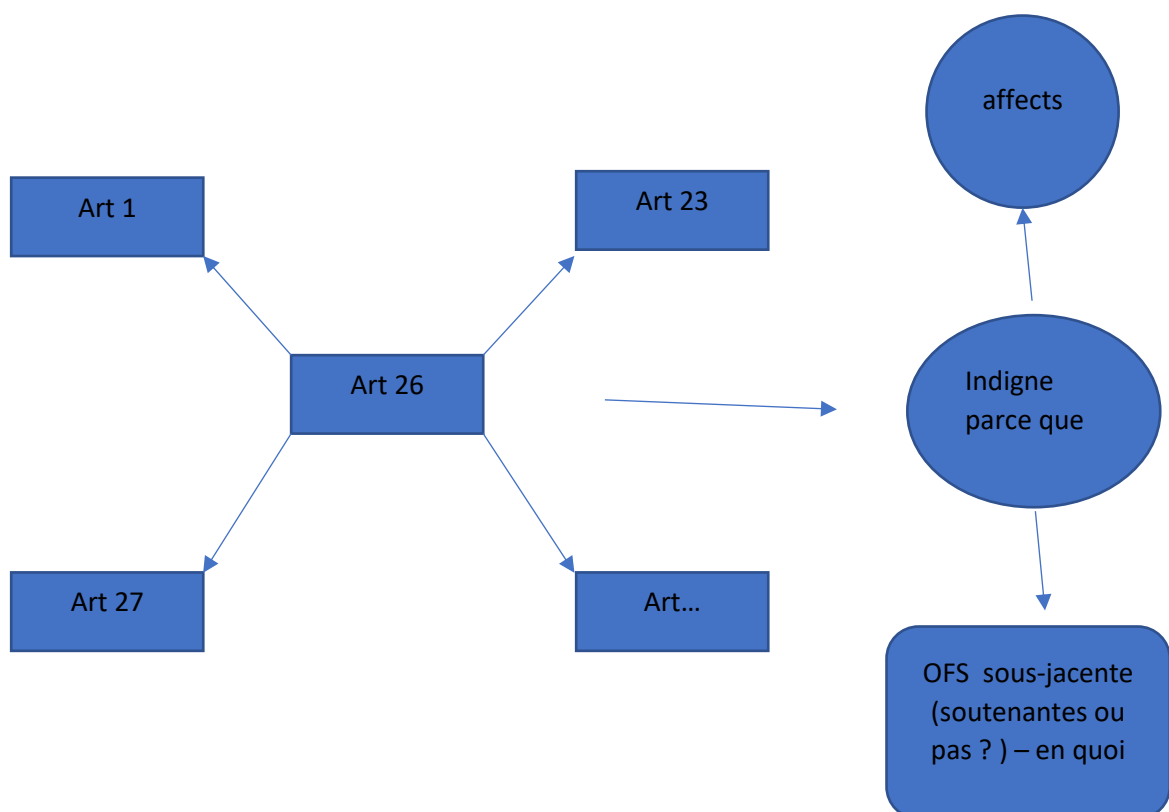 affects
Art 1
Art 23
Art 26
Indigne
parce que
Art 27
Art...
OFS sous-jacente
(soutenantes ou
pas ? ) – en quoi